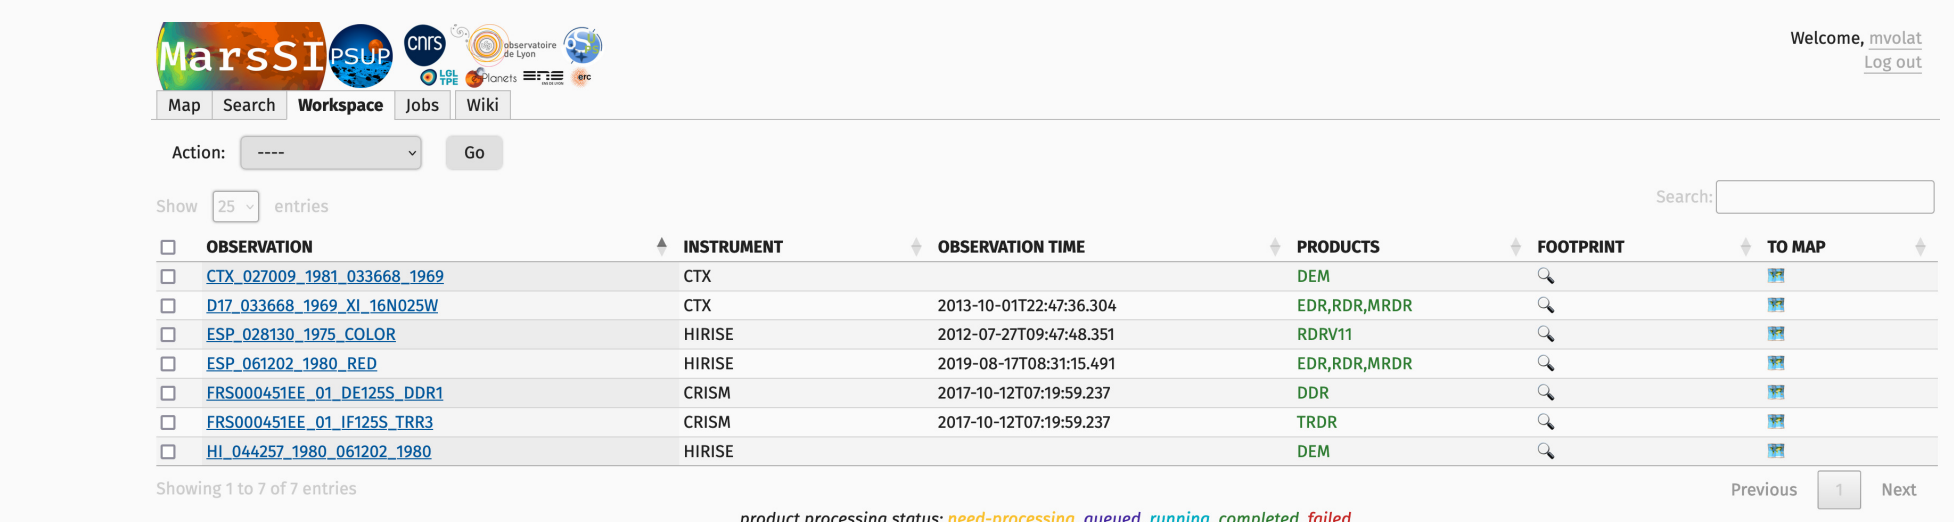 MarsSI PSUP cnrs observatoire de Lyon
LGL TPE Planets ENS DE LYON erc
Welcome, mvolat
Log out
Map Search Workspace Jobs Wiki
Action: ---- Go
Show 25 entries
Search:
OBSERVATION INSTRUMENT OBSERVATION TIME PRODUCTS FOOTPRINT TO MAP
CTX_027009_1981_033668_1969 CTX DEM
D17_033668_1969_XI_16N025W CTX 2013-10-01T22:47:36.304 EDR,RDR,MRDR
ESP_028130_1975_COLOR HIRISE 2012-07-27T09:47:48.351 RDRV11
ESP_061202_1980_RED HIRISE 2019-08-17T08:31:15.491 EDR,RDR,MRDR
FRS000451EE_01_DE125S_DDR1 CRISM 2017-10-12T07:19:59.237 DDR
FRS000451EE_01_IF125S_TRR3 CRISM 2017-10-12T07:19:59.237 TRDR
HI_044257_1980_061202_1980 HIRISE DEM
Showing 1 to 7 of 7 entries
Previous 1 Next
product processing status: need-processing, queued, running, completed, failed